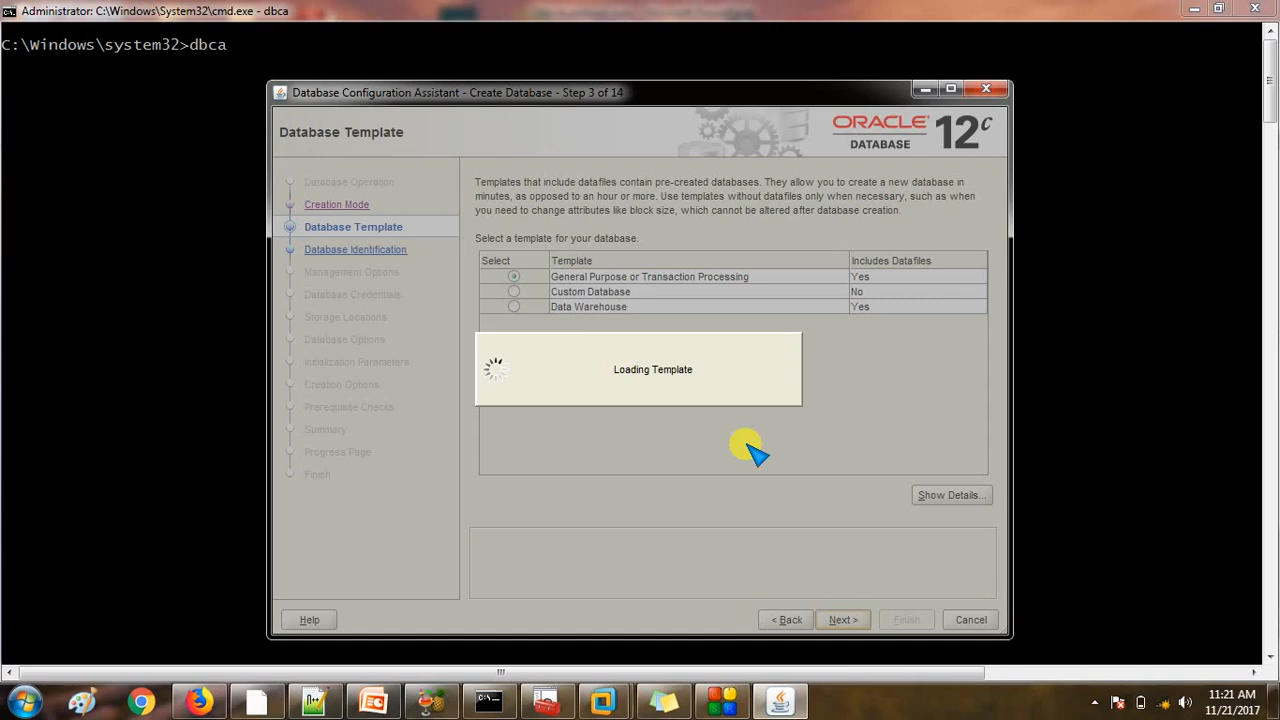 Administrator: C:\Windows\System32\cmd.exe - dbca
C:\Windows\system32>dbca
Database Configuration Assistant - Create Database - Step 3 of 14
Database Template
ORACLE
DATABASE
12c
Database Operation
Creation Mode
Database Template
Database Identification
Management Options
Database Credentials
Storage Locations
Database Options
Initialization Parameters
Creation Options
Prerequisite Checks
Summary
Progress Page
Finish
Templates that include datafiles contain pre-created databases. They allow you to create a new database in
minutes, as opposed to an hour or more. Use templates without datafiles only when necessary, such as when
you need to change attributes like block size, which cannot be altered after database creation.
Select a template for your database.
Select Template Includes Datafiles
General Purpose or Transaction Processing Yes
Custom Database No
Data Warehouse Yes
Loading Template
Show Details...
Help
< Back
Next >
Finish
Cancel
11:21 AM
11/21/2017